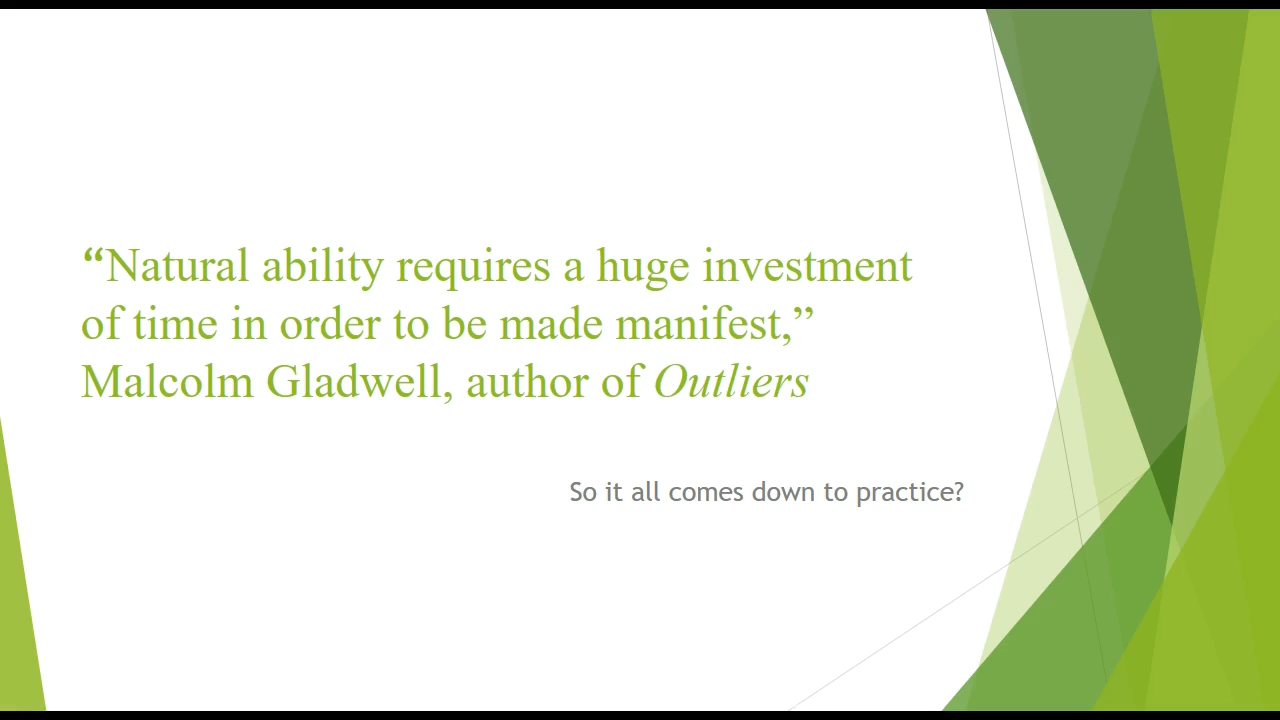 “Natural ability requires a huge investment
of time in order to be made manifest,”
Malcolm Gladwell, author of Outliers
So it all comes down to practice?